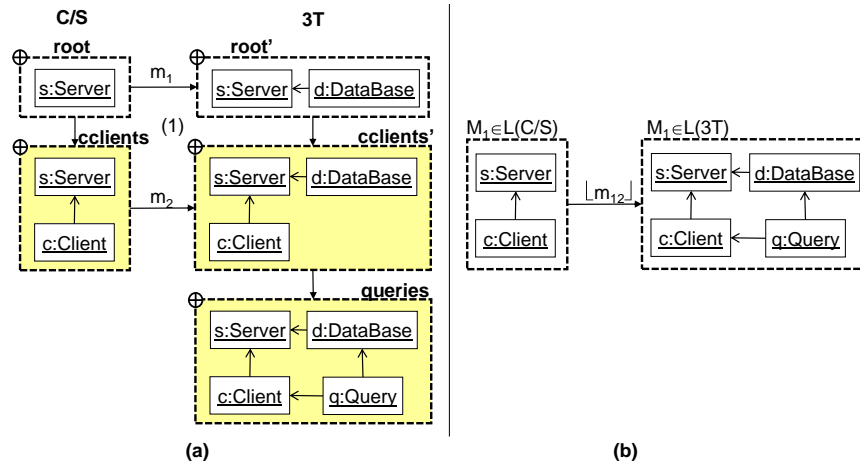 C/S 3T
root root'
s:Server m1 s:Server d:DataBase
(1)
cclients cclients'
s:Server s:Server d:DataBase
m2
c:Client c:Client
queries
s:Server d:DataBase
c:Client q:Query
(a)
M1∈L(C/S) M1∈L(3T)
s:Server s:Server d:DataBase
⌊m12⌋
c:Client c:Client q:Query
(b)